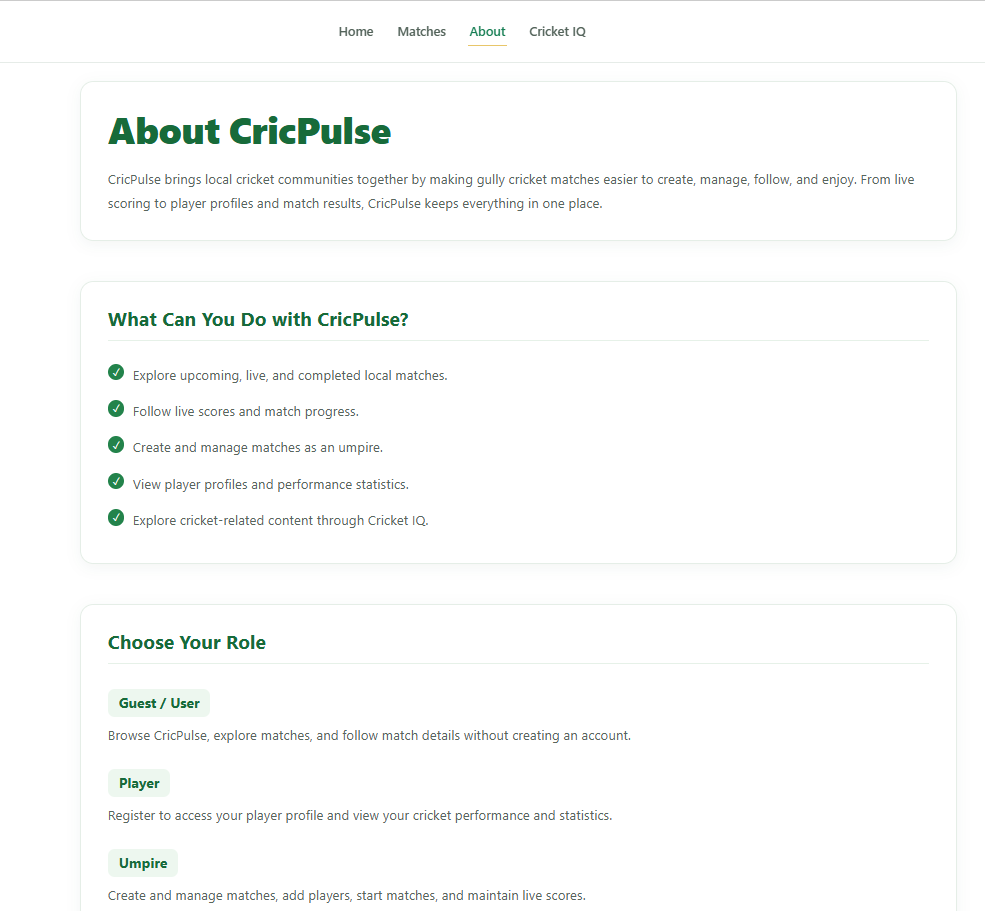 Home Matches About Cricket IQ
About CricPulse
CricPulse brings local cricket communities together by making gully cricket matches easier to create, manage, follow, and enjoy. From live
scoring to player profiles and match results, CricPulse keeps everything in one place.
What Can You Do with CricPulse?
Explore upcoming, live, and completed local matches.
Follow live scores and match progress.
Create and manage matches as an umpire.
View player profiles and performance statistics.
Explore cricket-related content through Cricket IQ.
Choose Your Role
Guest / User
Browse CricPulse, explore matches, and follow match details without creating an account.
Player
Register to access your player profile and view your cricket performance and statistics.
Umpire
Create and manage matches, add players, start matches, and maintain live scores.